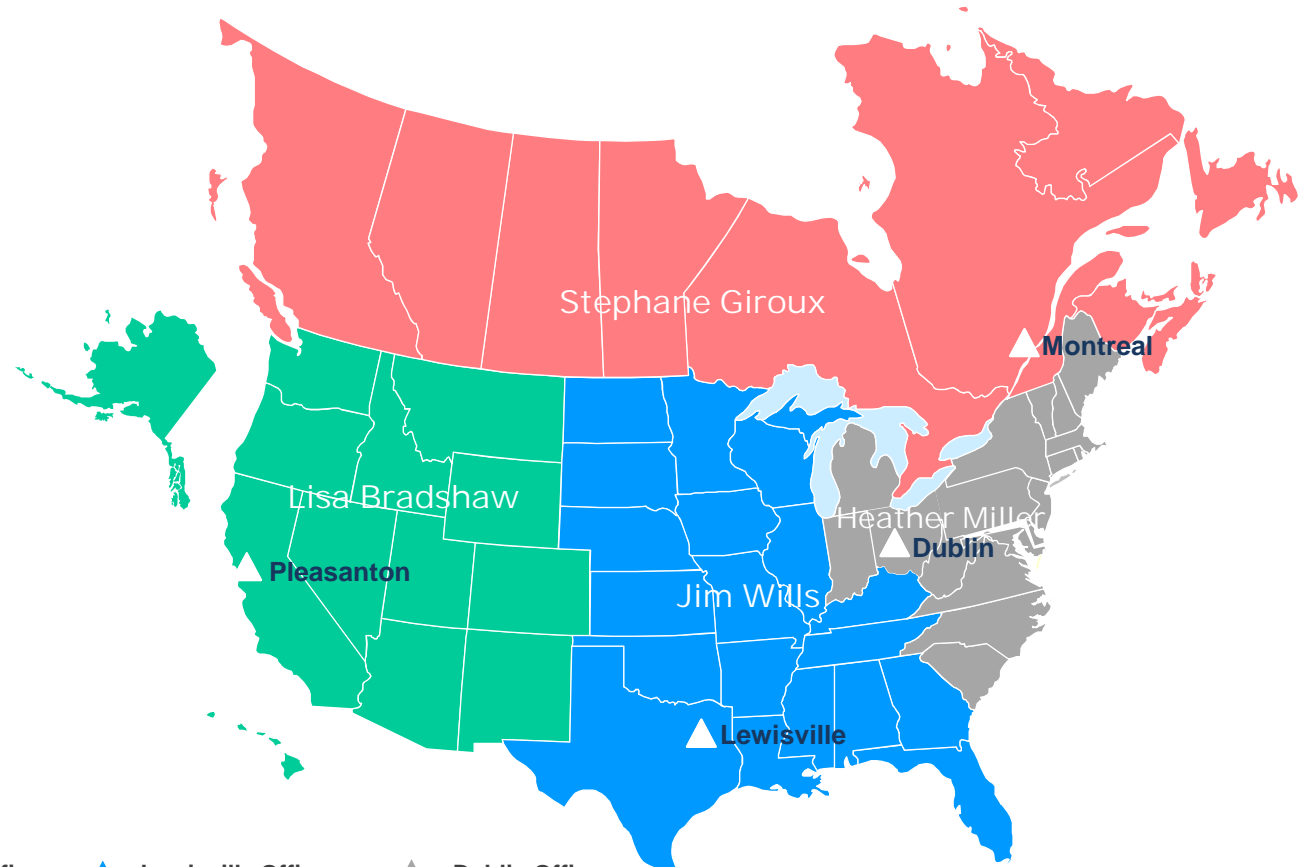 Stephane Giroux
Montreal
Lisa Bradshaw
Heather Miller
Dublin
Pleasanton
Jim Wills
Lewisville